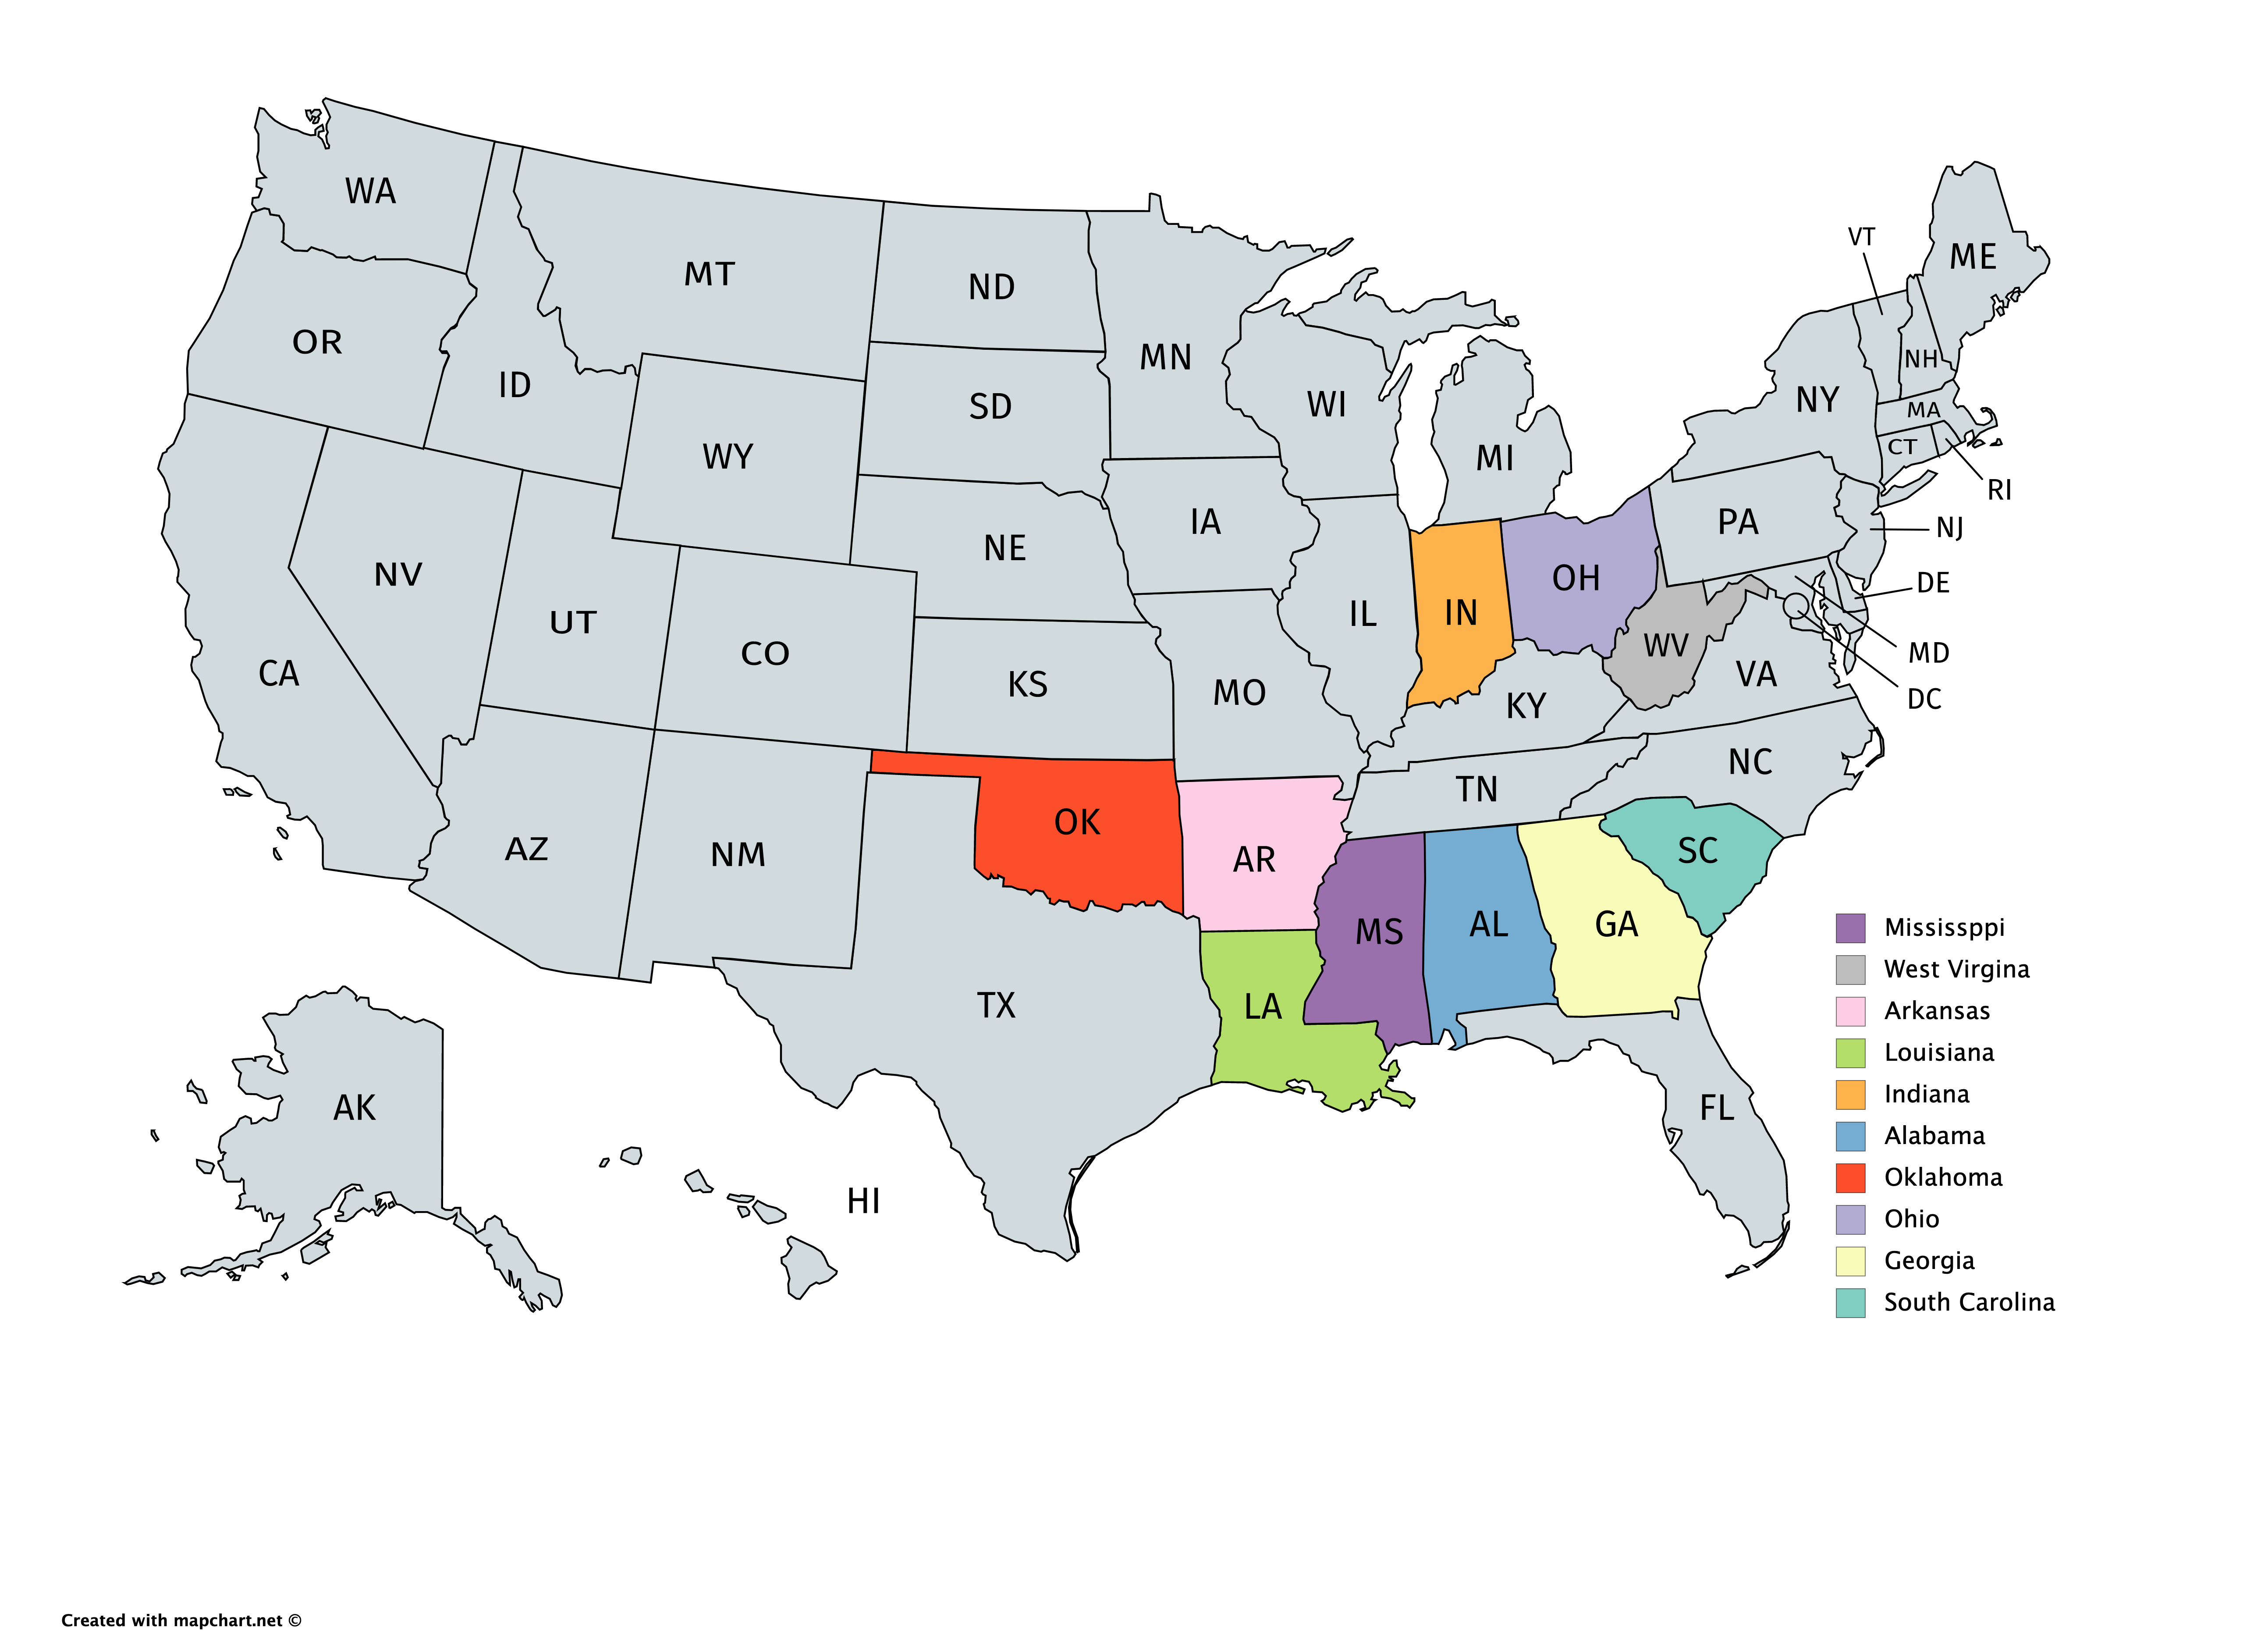 WA
MT
ND
MN
VT
ME
OR
ID
SD
WI
MI
NY
NH
MA
CT
RI
WY
IA
PA
NJ
NE
NV
UT
CO
IL
IN
OH
DE
WV
MD
VA
DC
CA
KS
MO
KY
NC
TN
AZ
NM
OK
AR
SC
MS
AL
GA
TX
LA
FL
AK
HI
Mississppi
West Virgina
Arkansas
Louisiana
Indiana
Alabama
Oklahoma
Ohio
Georgia
South Carolina
Created with mapchart.net ©